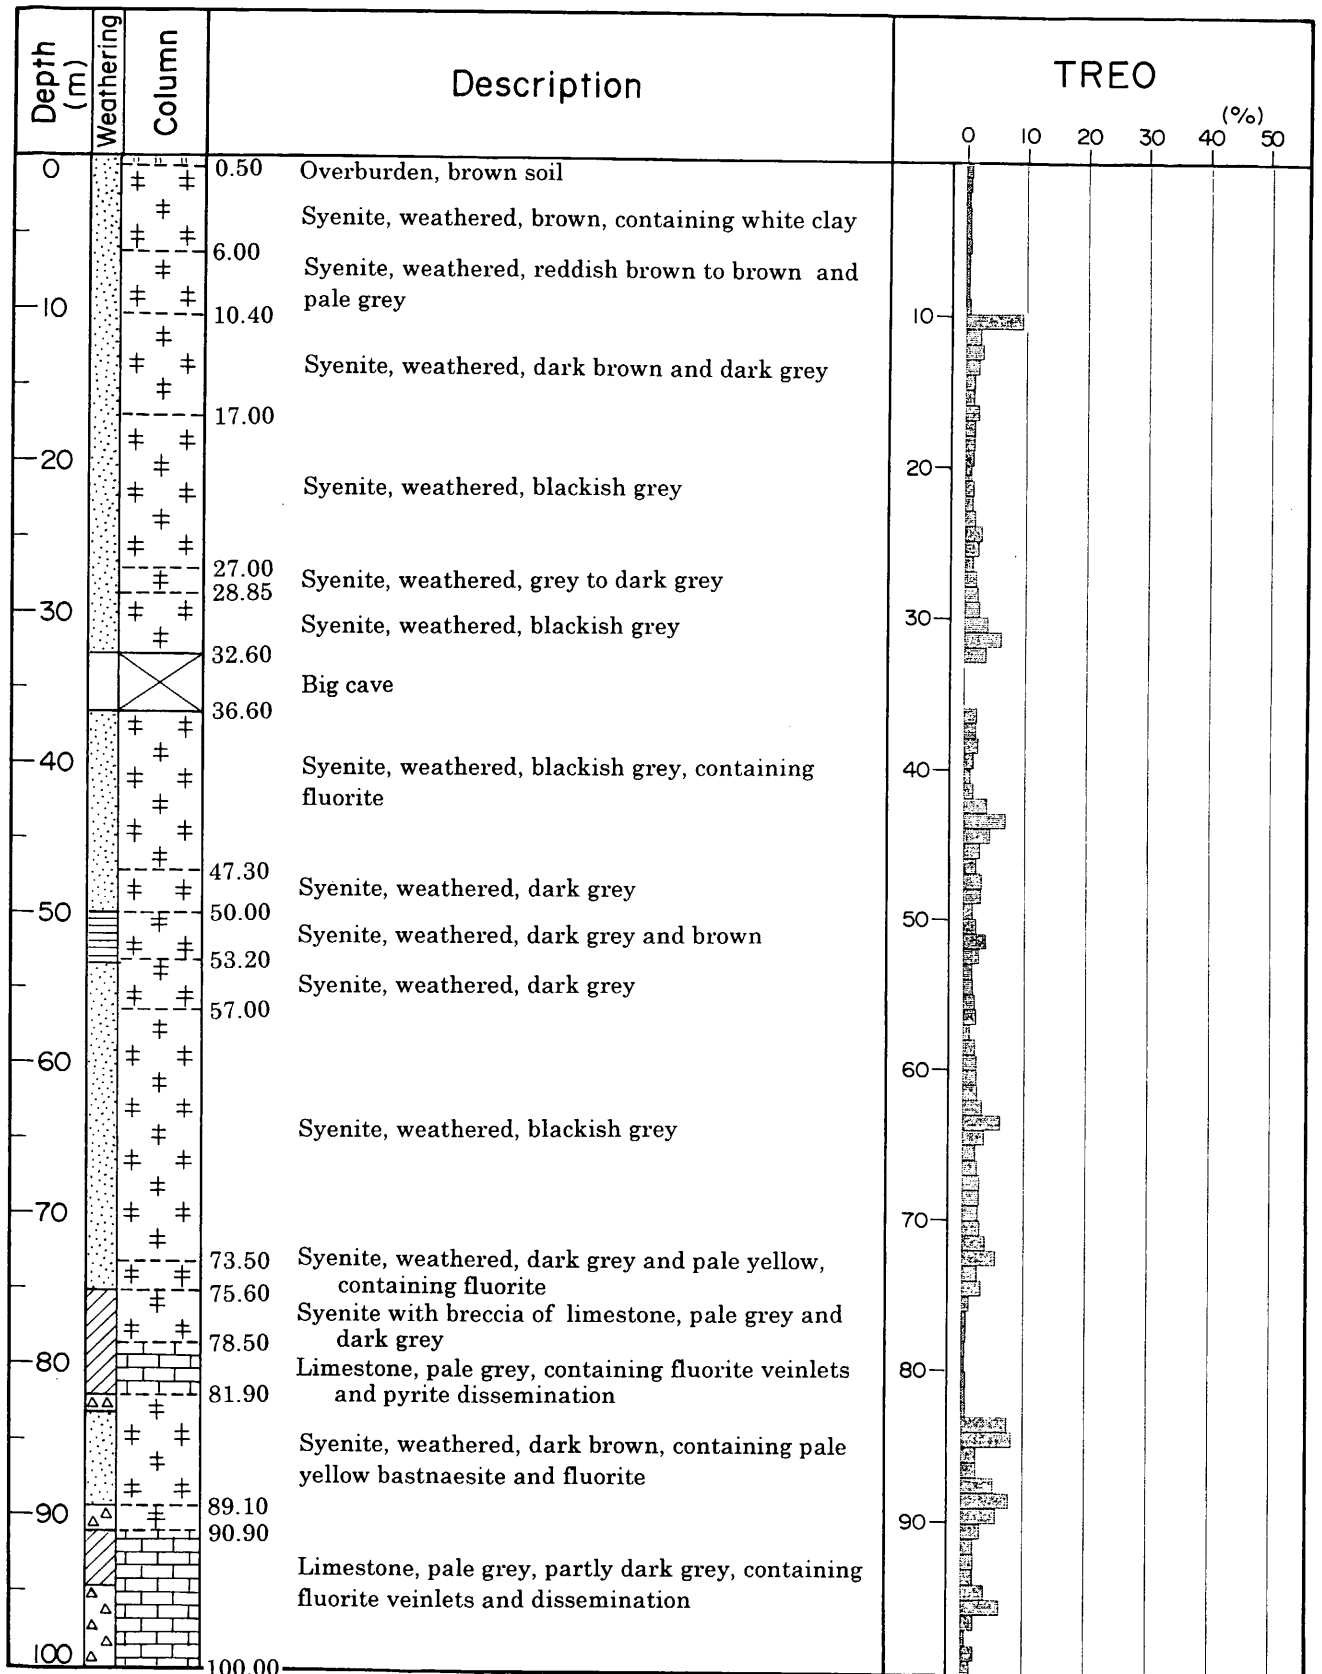 Depth (m)
Weathering
Column
Description
TREO
(%)
0 10 20 30 40 50
0
0.50 Overburden, brown soil
Syenite, weathered, brown, containing white clay
6.00
Syenite, weathered, reddish brown to brown and
pale grey
10
10.40
10
Syenite, weathered, dark brown and dark grey
17.00
20
20
Syenite, weathered, blackish grey
27.00
Syenite, weathered, grey to dark grey
28.85
30
30
Syenite, weathered, blackish grey
32.60
Big cave
36.60
40
Syenite, weathered, blackish grey, containing
fluorite
40
47.30
Syenite, weathered, dark grey
50
50.00
50
Syenite, weathered, dark grey and brown
53.20
Syenite, weathered, dark grey
57.00
60
60
Syenite, weathered, blackish grey
70
70
73.50 Syenite, weathered, dark grey and pale yellow,
containing fluorite
75.60
Syenite with breccia of limestone, pale grey and
dark grey
78.50
80
Limestone, pale grey, containing fluorite veinlets
80
and pyrite dissemination
81.90
Syenite, weathered, dark brown, containing pale
yellow bastnaesite and fluorite
89.10
90
90
90.90
Limestone, pale grey, partly dark grey, containing
fluorite veinlets and dissemination
100
100.00